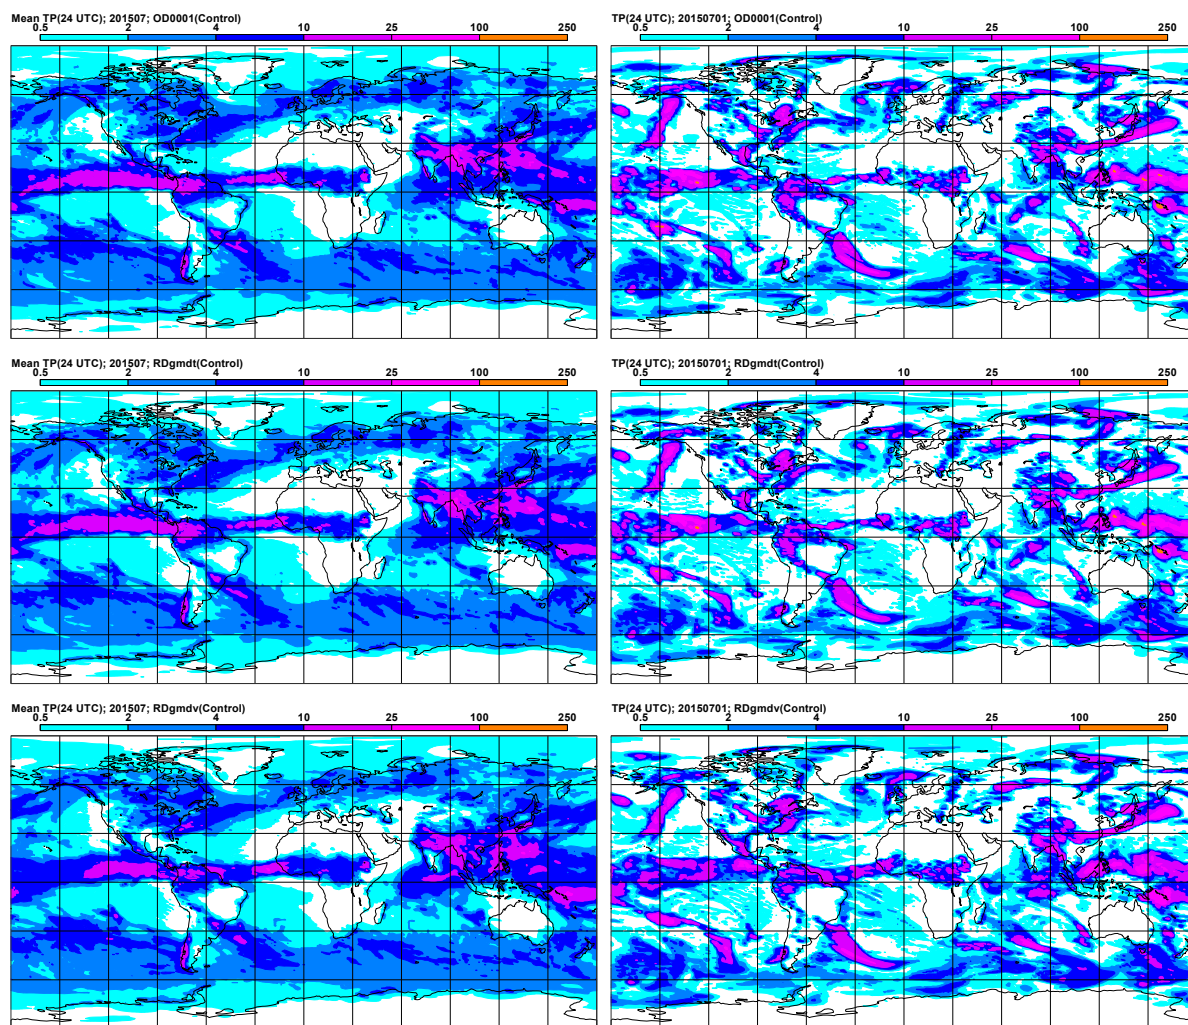 Mean TP(24 UTC); 201507; OD0001(Control)
0.5 2 4 10 25 100 250
TP(24 UTC); 20150701; OD0001(Control)
0.5 2 4 10 25 100 250
Mean TP(24 UTC); 201507; RDgmdt(Control)
0.5 2 4 10 25 100 250
TP(24 UTC); 20150701; RDgmdt(Control)
0.5 2 4 10 25 100 250
Mean TP(24 UTC); 201507; RDgmdv(Control)
0.5 2 4 10 25 100 250
TP(24 UTC); 20150701; RDgmdv(Control)
0.5 2 4 10 25 100 250